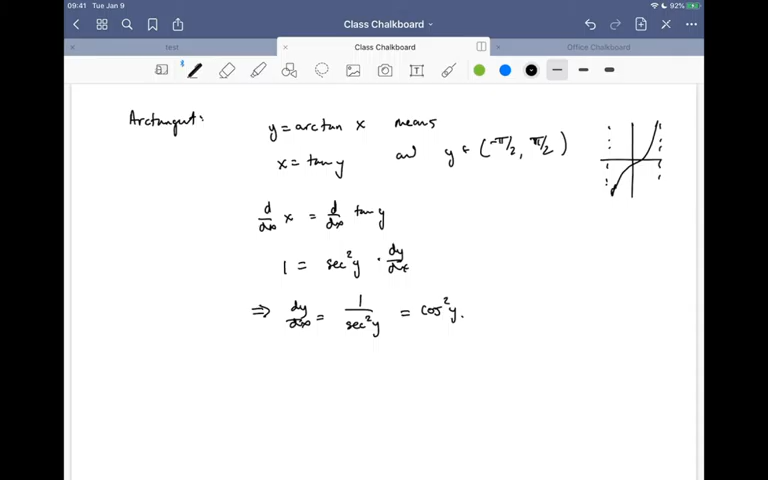 09:41 Tue Jan 9
92%
Class Chalkboard
test
Class Chalkboard
Office Chalkboard
T
Arctangent:
y = arctan x means
x = tan y and y ∈ (-π/2, π/2)
d/dx x = d/dx tan y
1 = sec²y · dy/dx
⇒ dy/dx = 1/sec²y = cos²y.